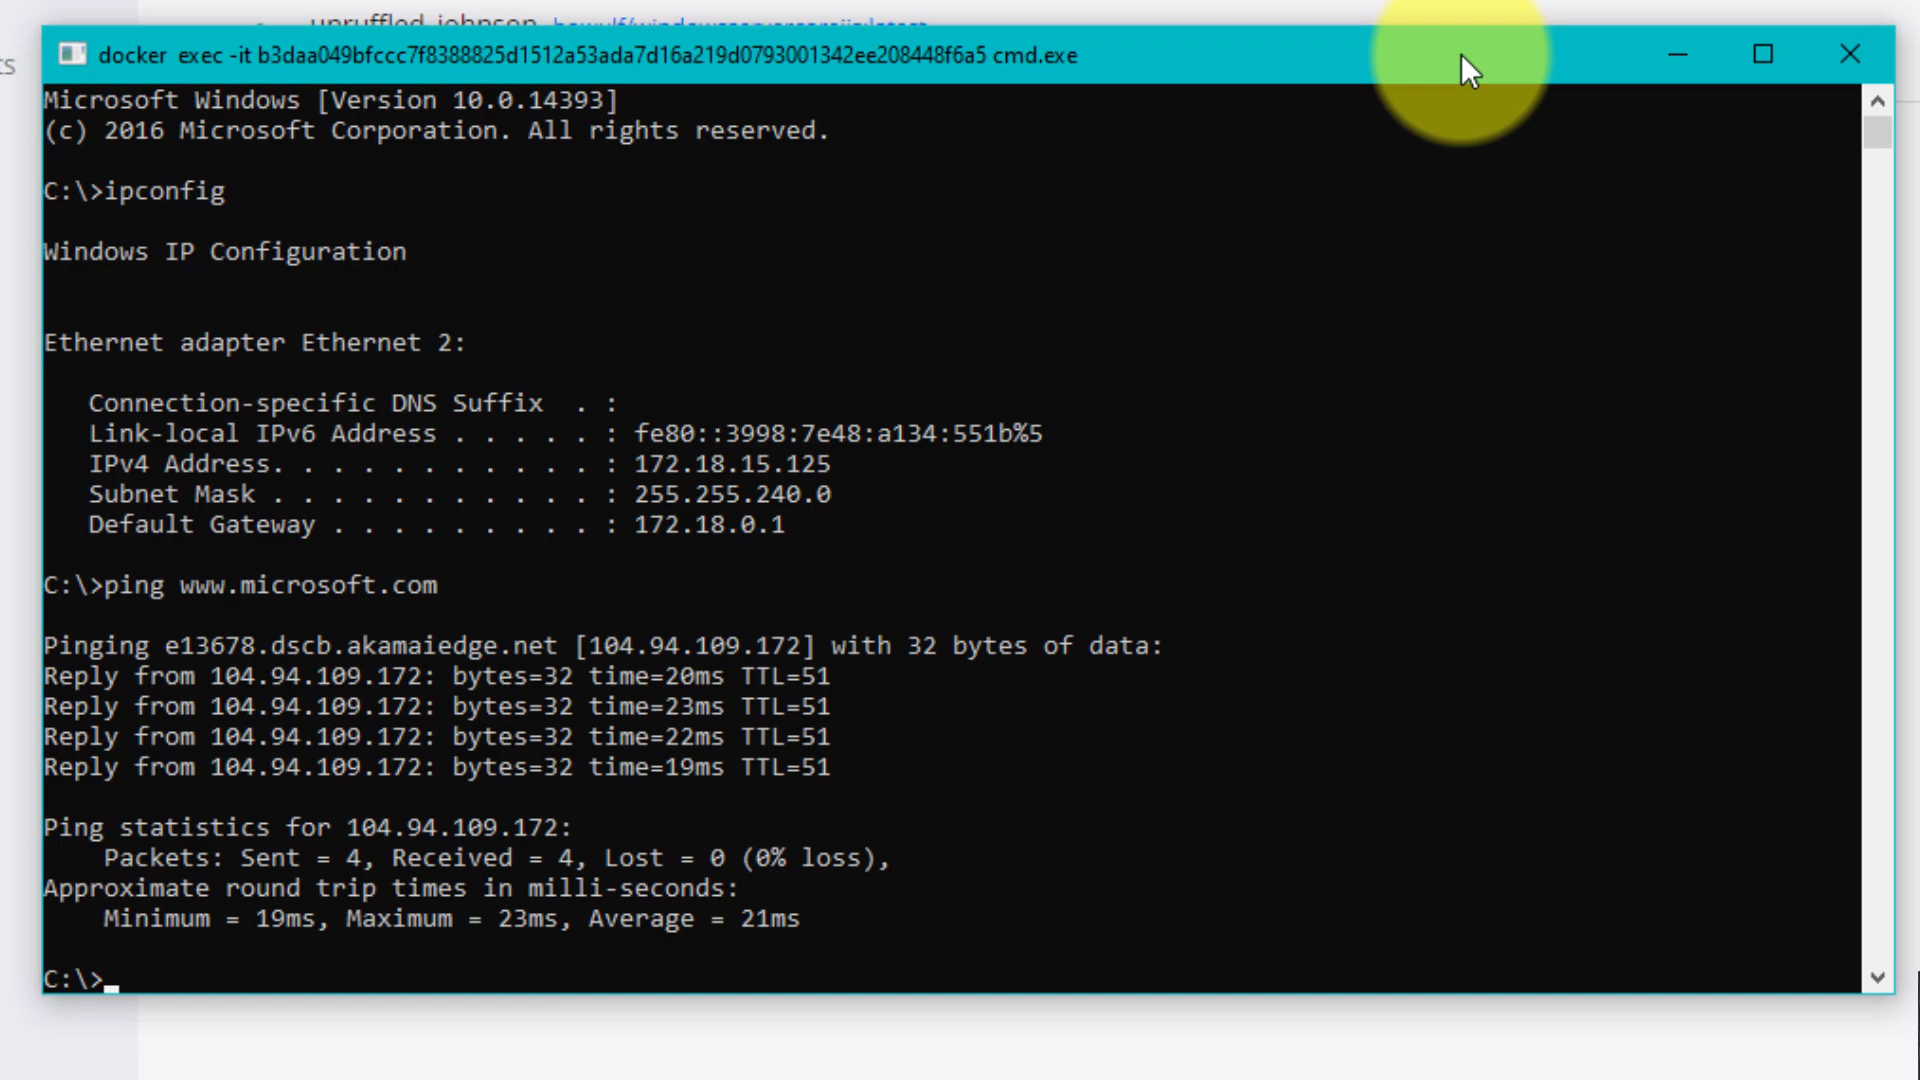 unruffled_johnson
ts
docker exec -it b3daa049bfccc7f8388825d1512a53ada7d16a219d0793001342ee208448f6a5 cmd.exe
Microsoft Windows [Version 10.0.14393]
(c) 2016 Microsoft Corporation. All rights reserved.
C:\>ipconfig
Windows IP Configuration
Ethernet adapter Ethernet 2:
Connection-specific DNS Suffix  . :
Link-local IPv6 Address . . . . . : fe80::3998:7e48:a134:551b%5
IPv4 Address. . . . . . . . . . . : 172.18.15.125
Subnet Mask . . . . . . . . . . . : 255.255.240.0
Default Gateway . . . . . . . . . : 172.18.0.1
C:\>ping www.microsoft.com
Pinging e13678.dscb.akamaiedge.net [104.94.109.172] with 32 bytes of data:
Reply from 104.94.109.172: bytes=32 time=20ms TTL=51
Reply from 104.94.109.172: bytes=32 time=23ms TTL=51
Reply from 104.94.109.172: bytes=32 time=22ms TTL=51
Reply from 104.94.109.172: bytes=32 time=19ms TTL=51
Ping statistics for 104.94.109.172:
Packets: Sent = 4, Received = 4, Lost = 0 (0% loss),
Approximate round trip times in milli-seconds:
Minimum = 19ms, Maximum = 23ms, Average = 21ms
C:\>